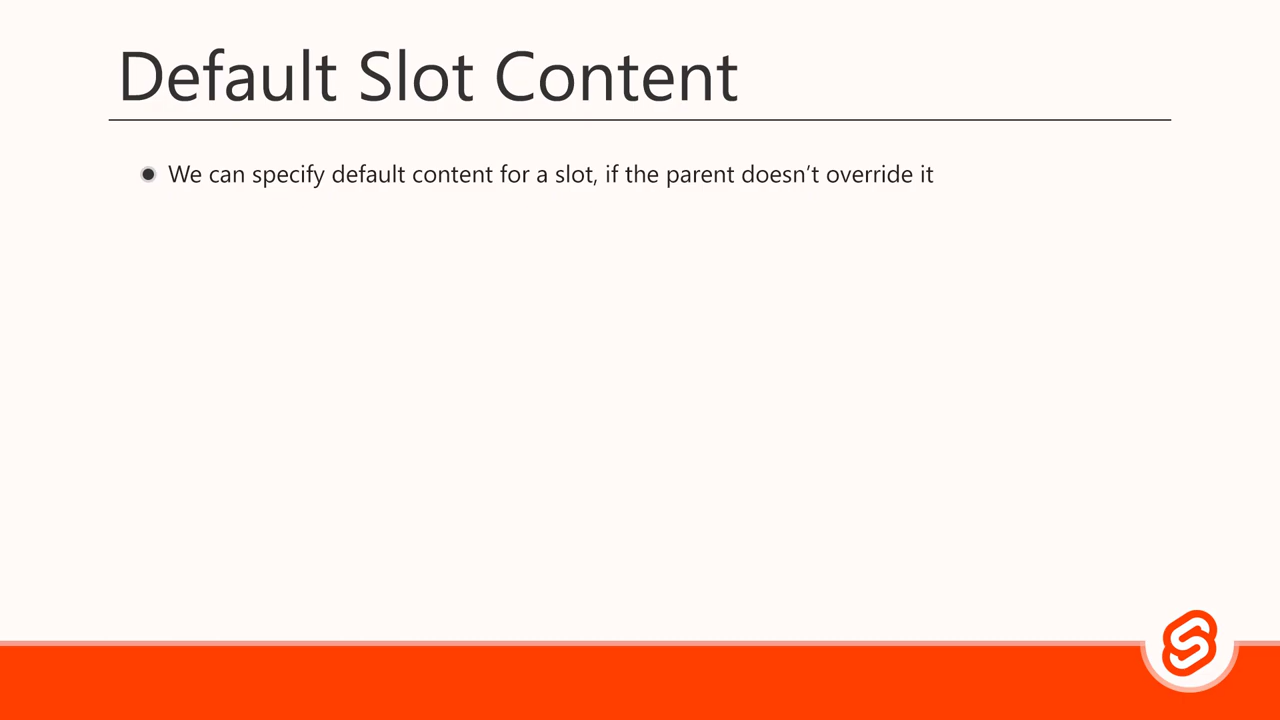 Default Slot Content
We can specify default content for a slot, if the parent doesn’t override it